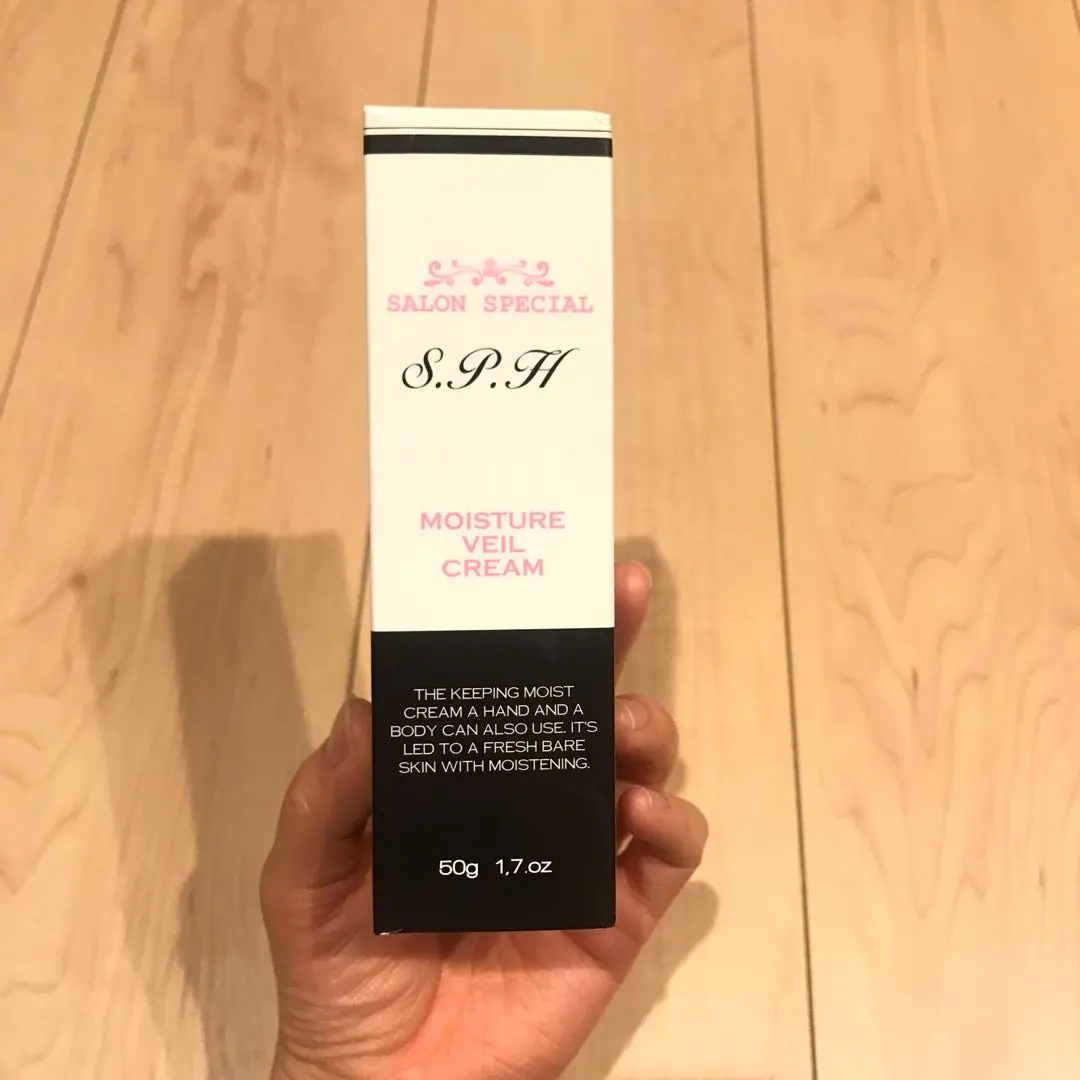 SALON SPECIAL
S.P.H
MOISTURE
VEIL
CREAM
THE KEEPING MOIST
CREAM A HAND AND A
BODY CAN ALSO USE. IT'S
LED TO A FRESH BARE
SKIN WITH MOISTENING.
50g 1,7.oz